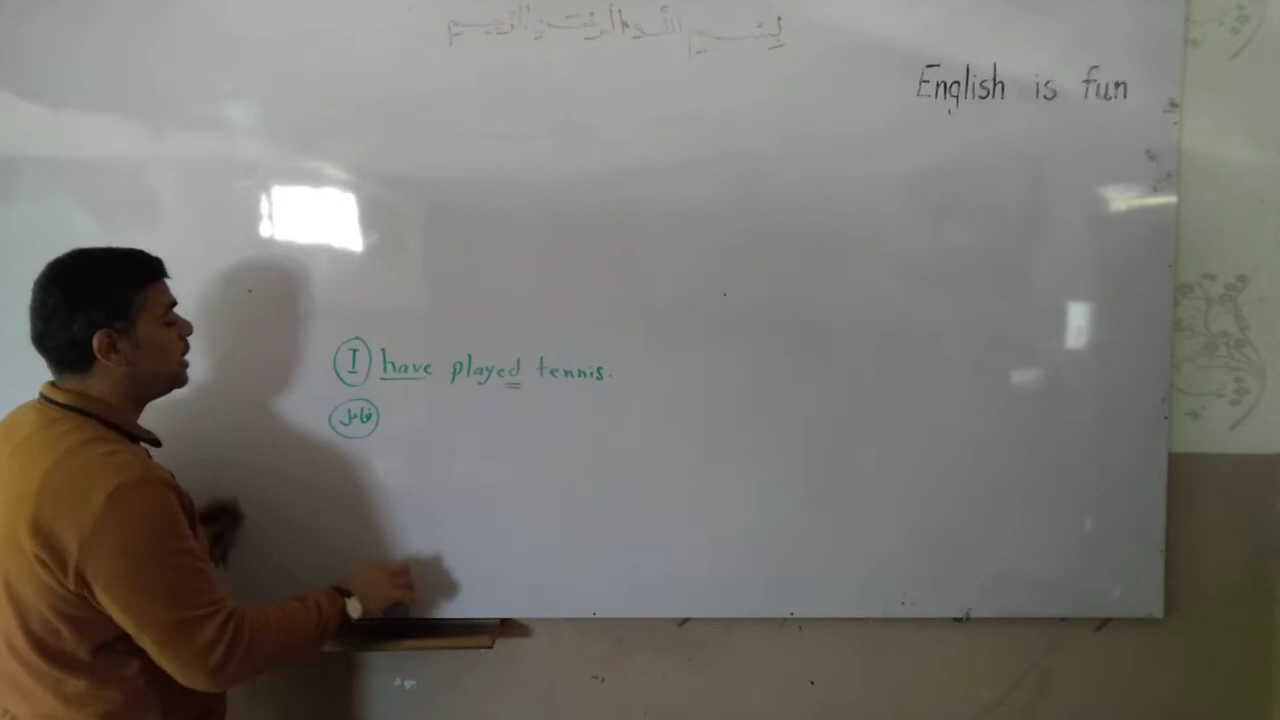 بسم الله الرحمن الرحيم
English is fun
I have played tennis.
فاعل